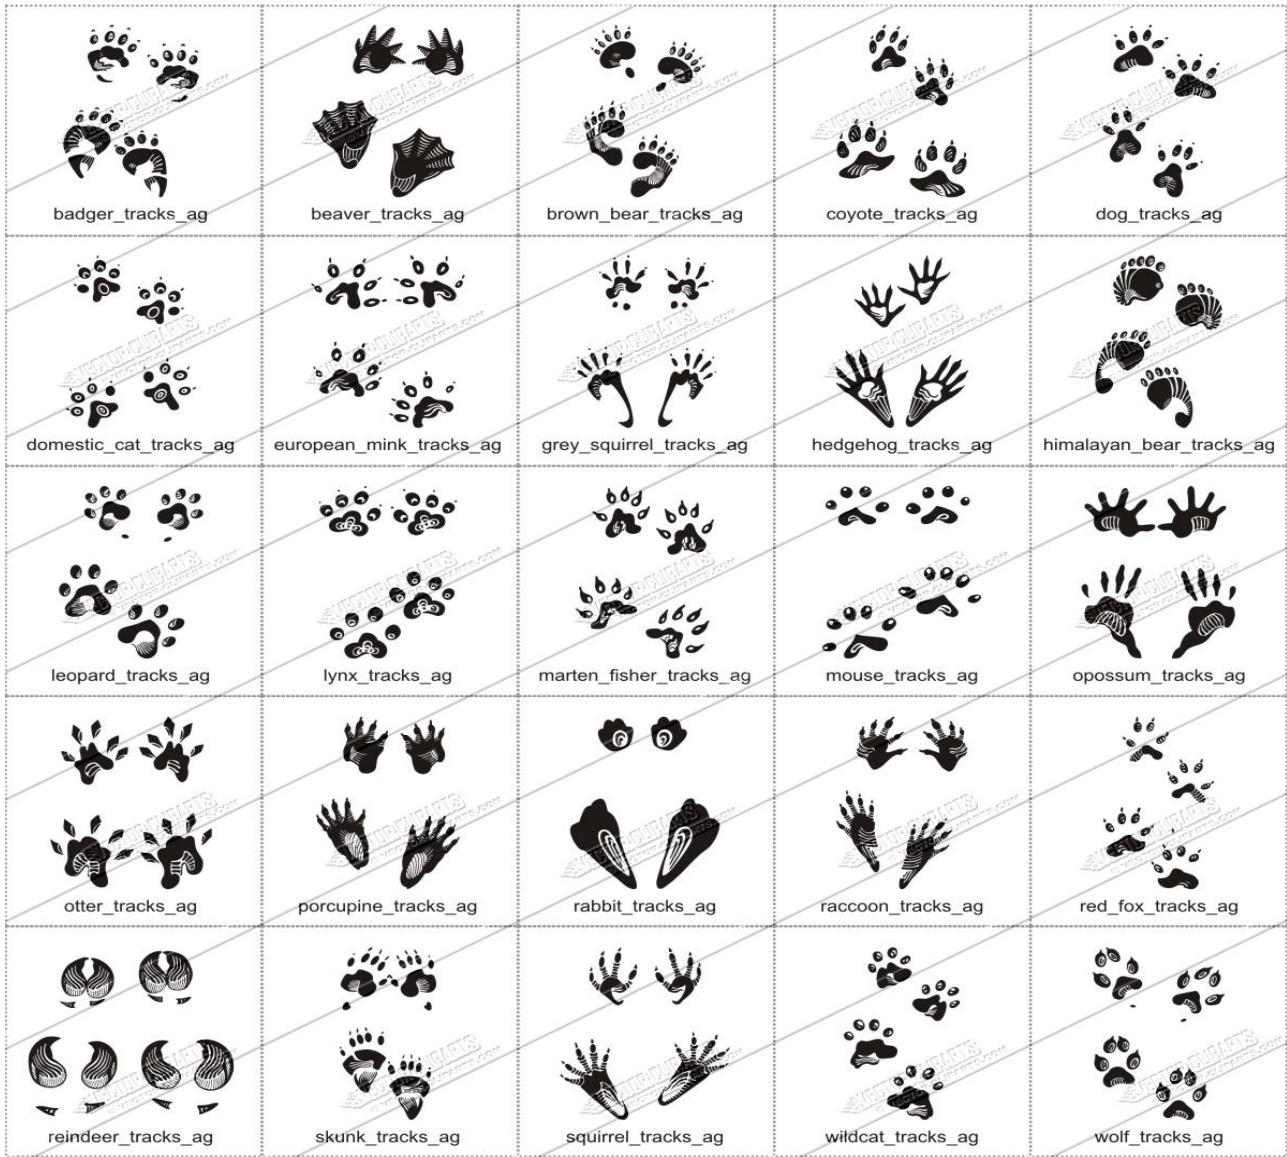 badger_tracks_ag
beaver_tracks_ag
brown_bear_tracks_ag
coyote_tracks_ag
dog_tracks_ag
domestic_cat_tracks_ag
european_mink_tracks_ag
grey_squirrel_tracks_ag
hedgehog_tracks_ag
himalayan_bear_tracks_ag
leopard_tracks_ag
lynx_tracks_ag
marten_fisher_tracks_ag
mouse_tracks_ag
opossum_tracks_ag
otter_tracks_ag
porcupine_tracks_ag
rabbit_tracks_ag
raccoon_tracks_ag
red_fox_tracks_ag
reindeer_tracks_ag
skunk_tracks_ag
squirrel_tracks_ag
wildcat_tracks_ag
wolf_tracks_ag